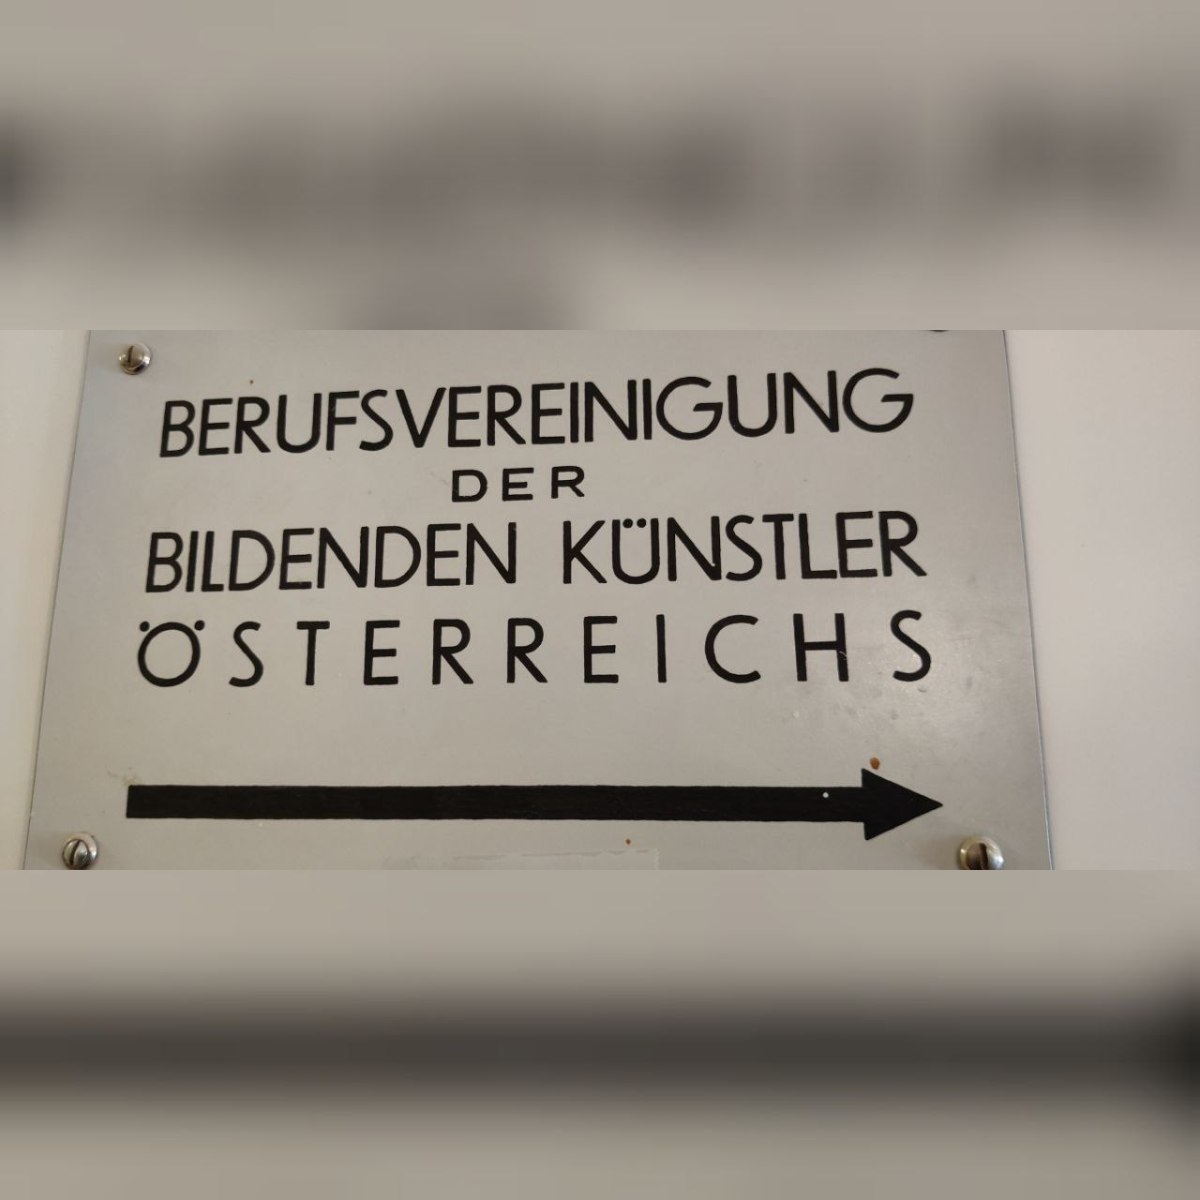 BERUFSVEREINIGUNG
DER
BILDENDEN KÜNSTLER
ÖSTERREICHS